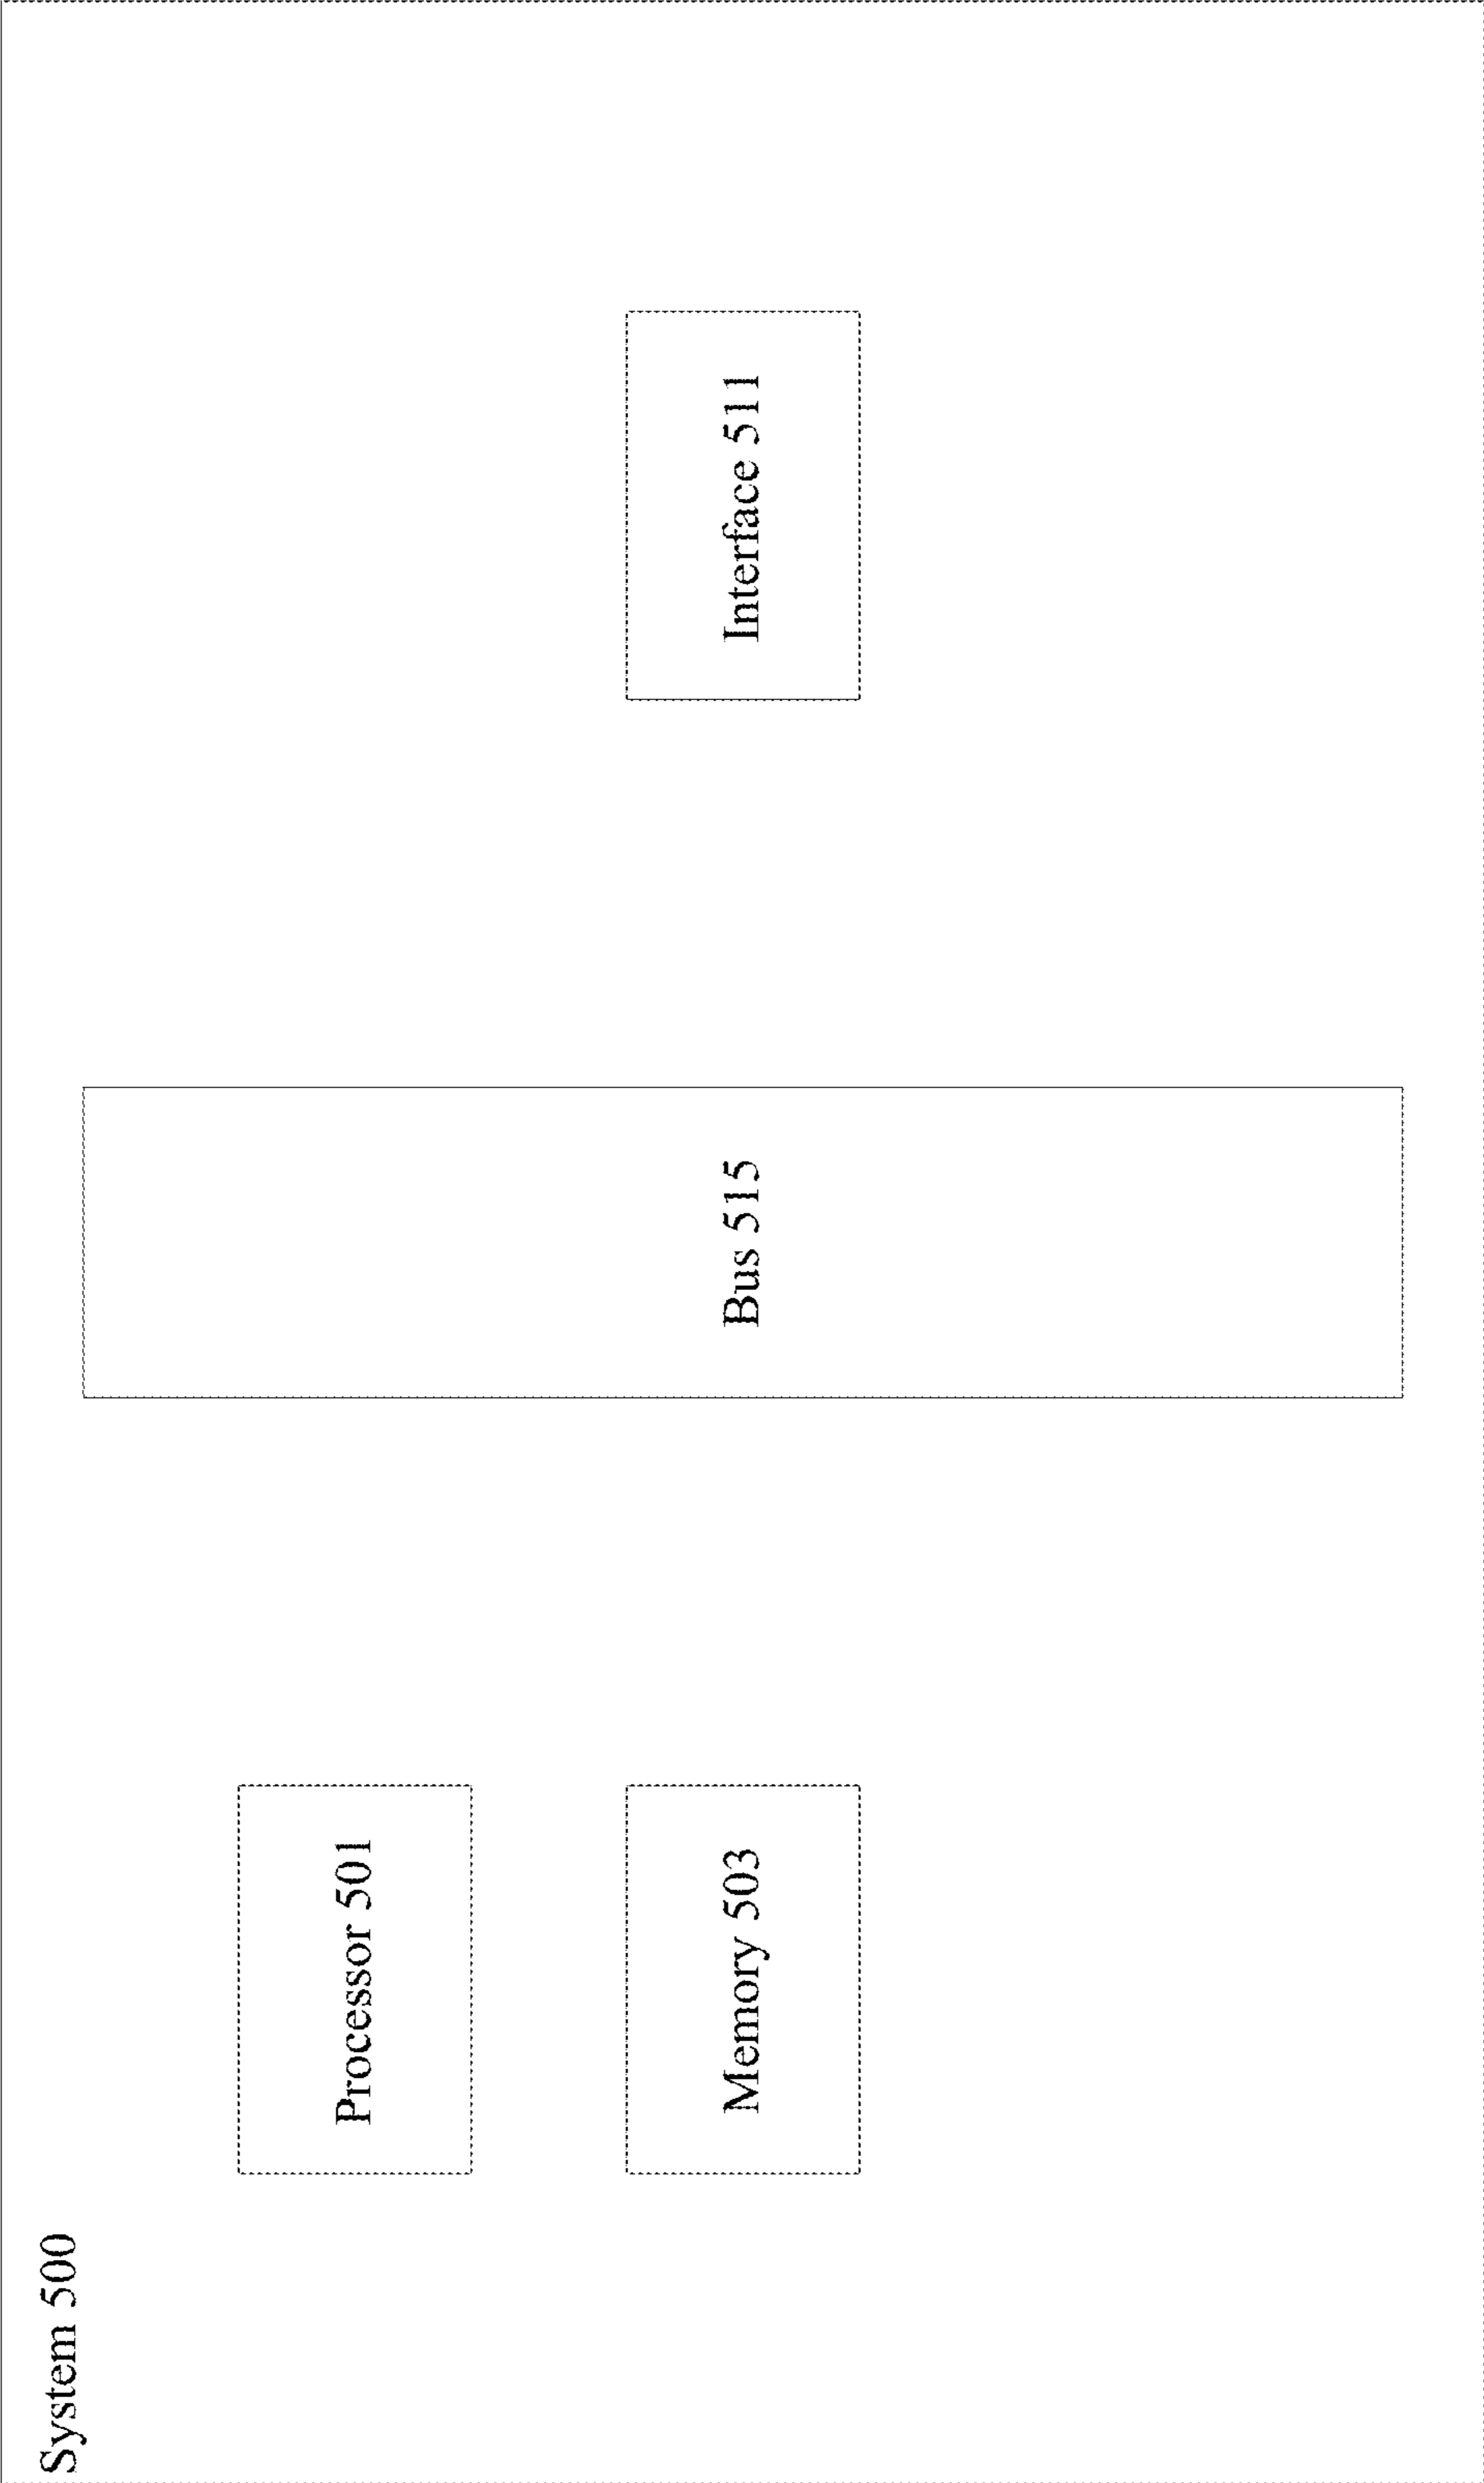 System 500
Processor 501
Memory 503
Bus 515
Interface 511